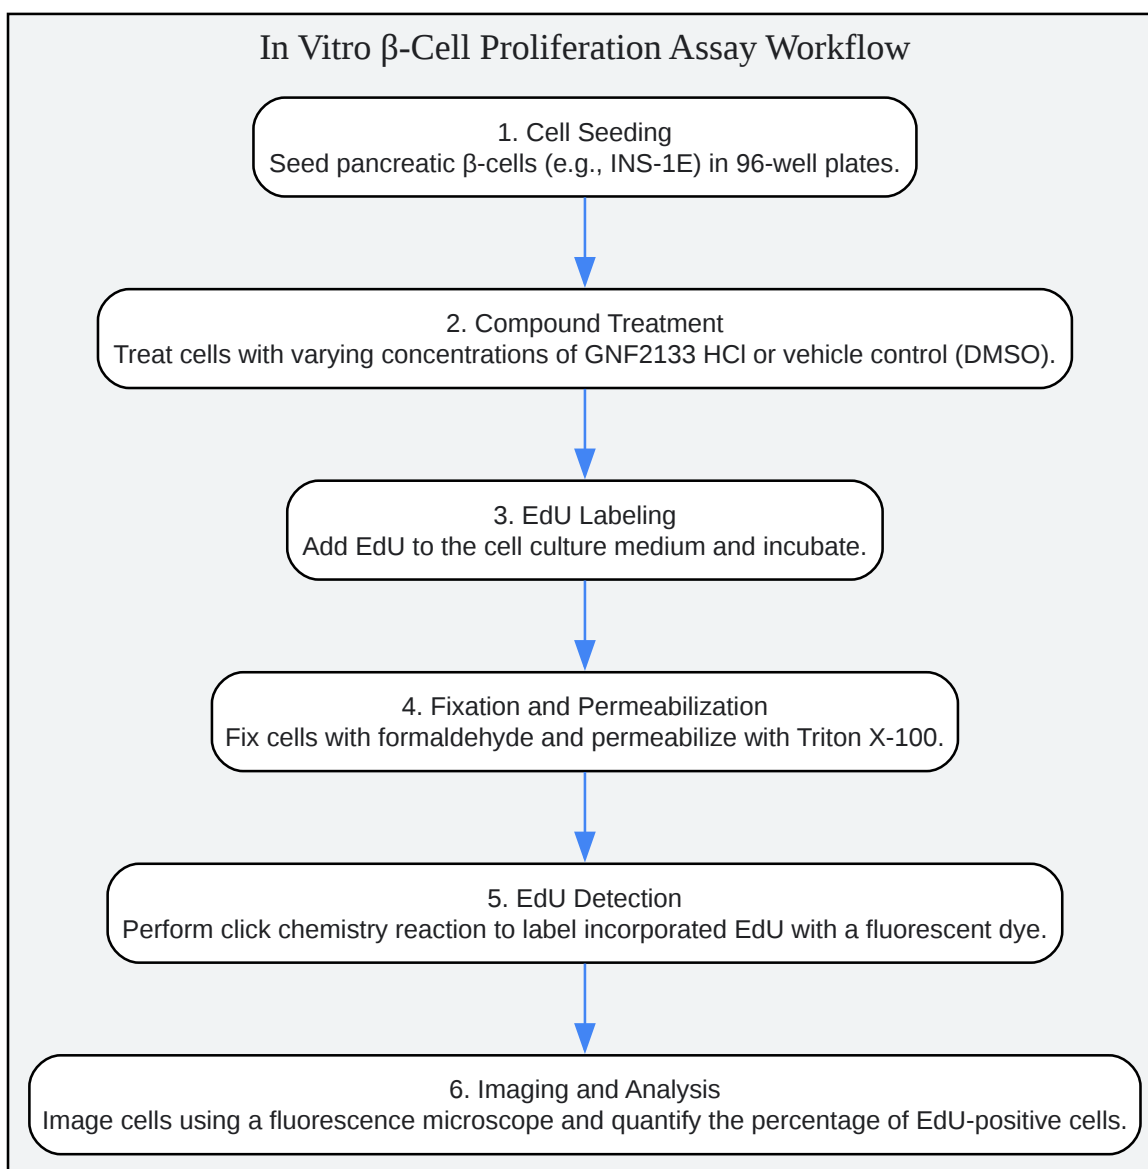 In Vitro β-Cell Proliferation Assay Workflow
1. Cell Seeding
Seed pancreatic β-cells (e.g., INS-1E) in 96-well plates.
2. Compound Treatment
Treat cells with varying concentrations of GNF2133 HCl or vehicle control (DMSO).
3. EdU Labeling
Add EdU to the cell culture medium and incubate.
4. Fixation and Permeabilization
Fix cells with formaldehyde and permeabilize with Triton X-100.
5. EdU Detection
Perform click chemistry reaction to label incorporated EdU with a fluorescent dye.
6. Imaging and Analysis
Image cells using a fluorescence microscope and quantify the percentage of EdU-positive cells.